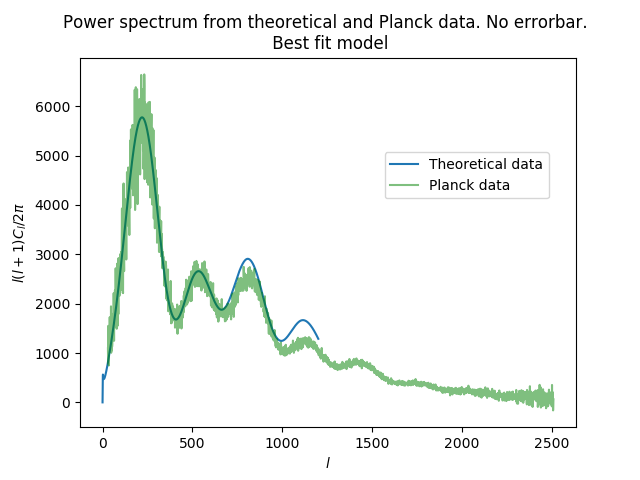 Power spectrum from theoretical and Planck data. No errorbar.
Best fit model
6000
5000
4000
3000
2000
1000
0
l(l + 1)C_l/2π
Theoretical data
Planck data
0 500 1000 1500 2000 2500
l